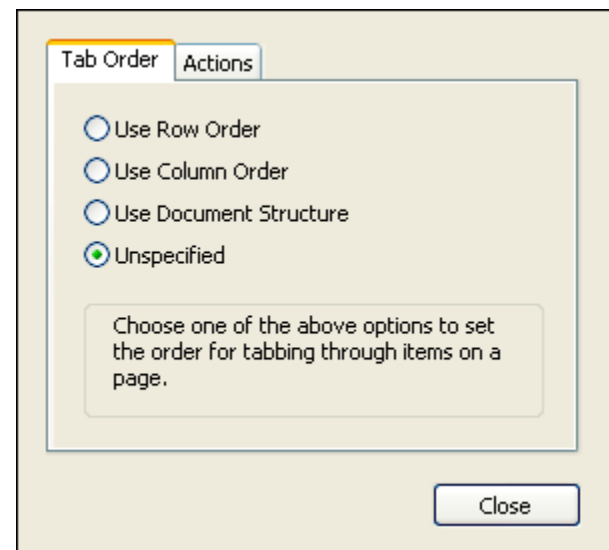 Tab Order
Actions
Use Row Order
Use Column Order
Use Document Structure
Unspecified
Choose one of the above options to set
the order for tabbing through items on a
page.
Close